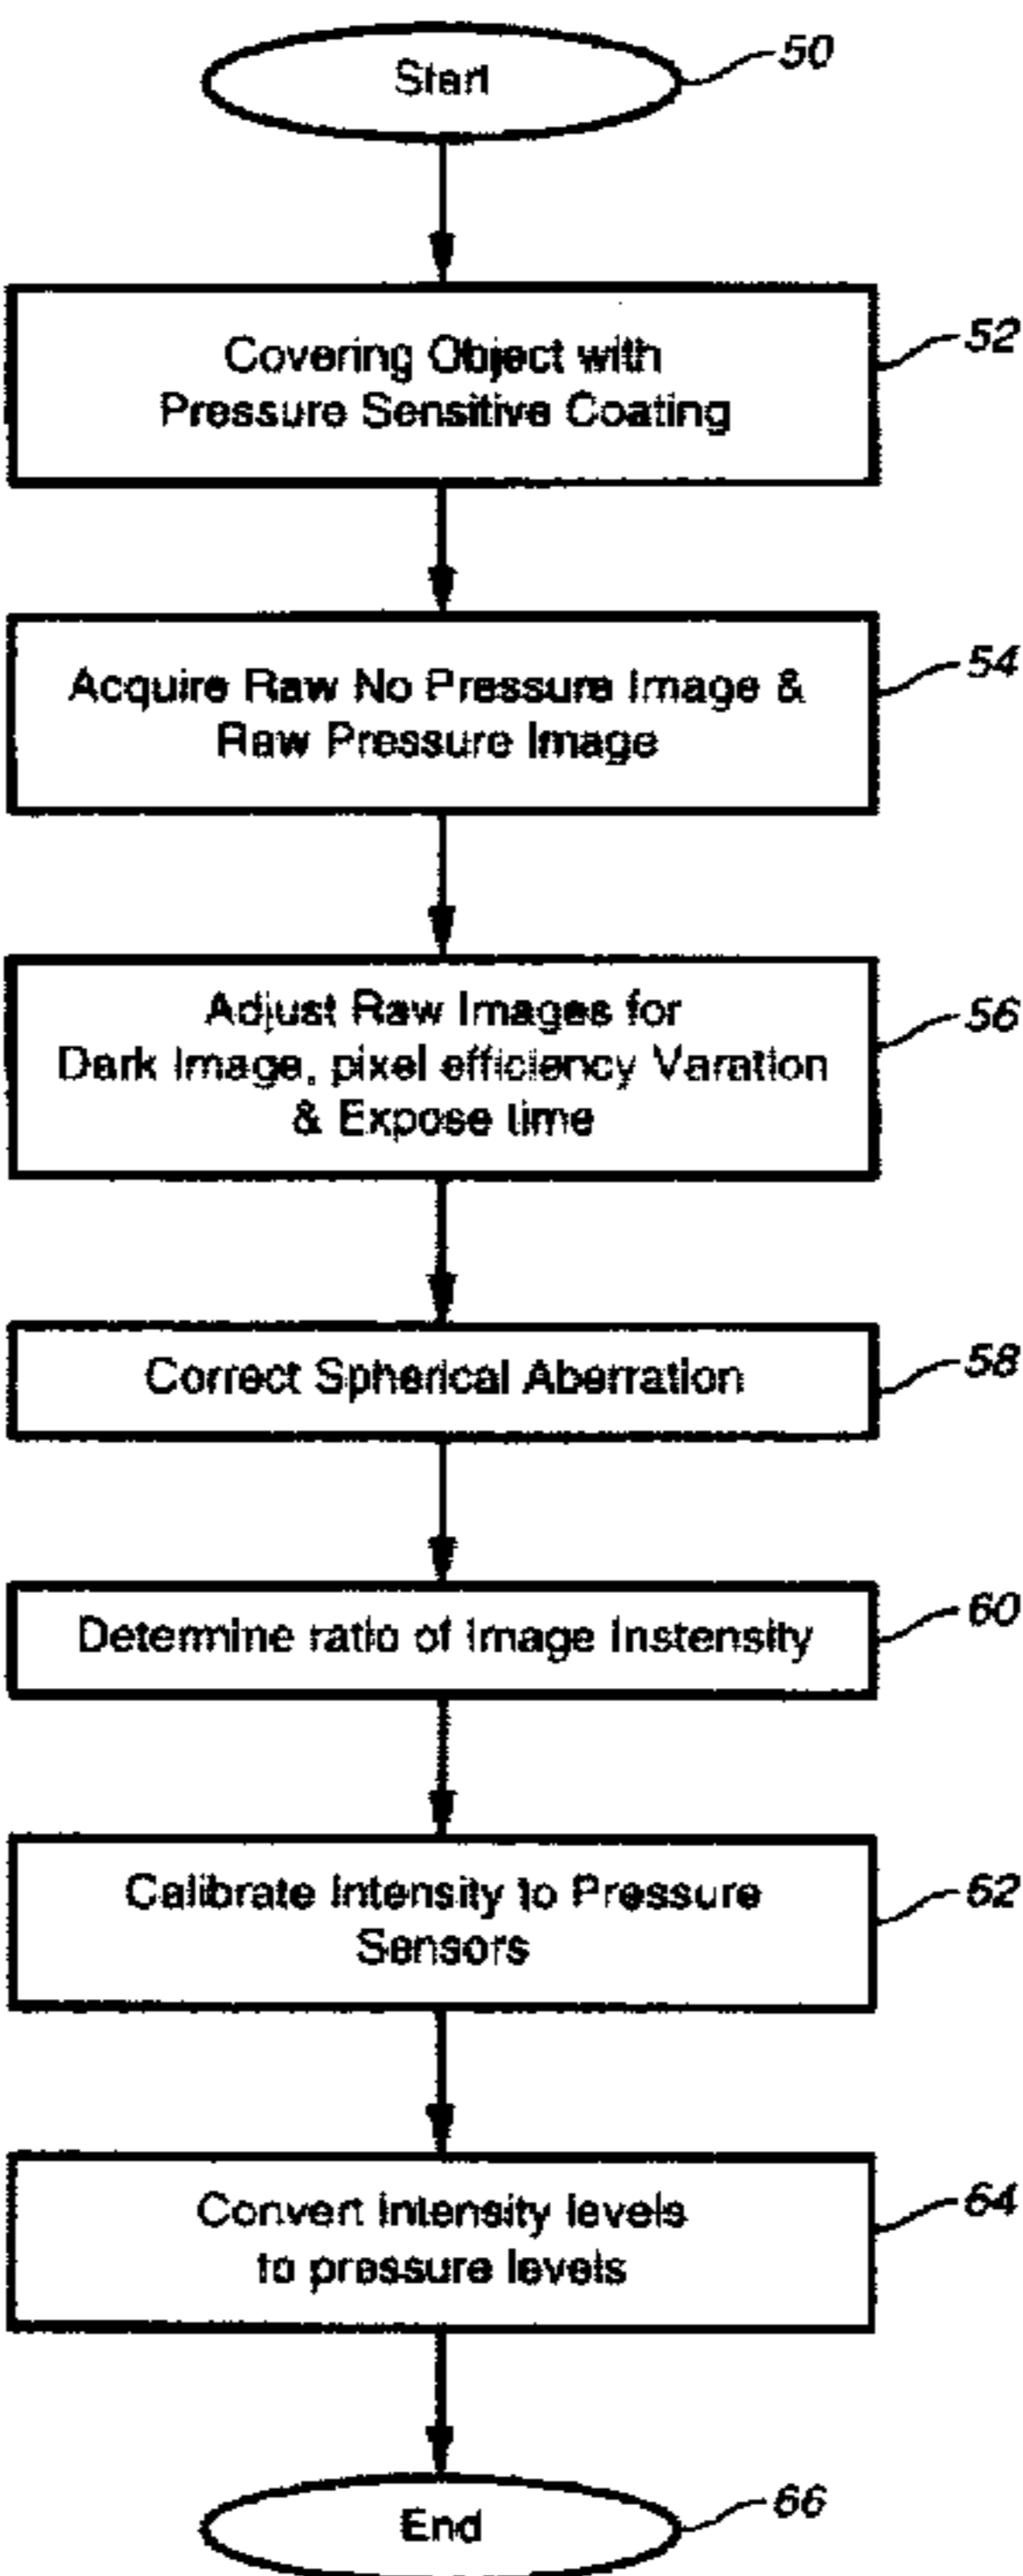 Start
50
Covering Object with
Pressure Sensitive Coating
52
Acquire Raw No Pressure Image &
Raw Pressure Image
54
Adjust Raw Images for
Dark Image, pixel efficiency Varation
& Expose time
56
Correct Spherical Aberration
58
Determine ratio of Image Instensity
60
Calibrate Intensity to Pressure
Sensors
62
Convert Intensity levels
to pressure levels
64
End
66